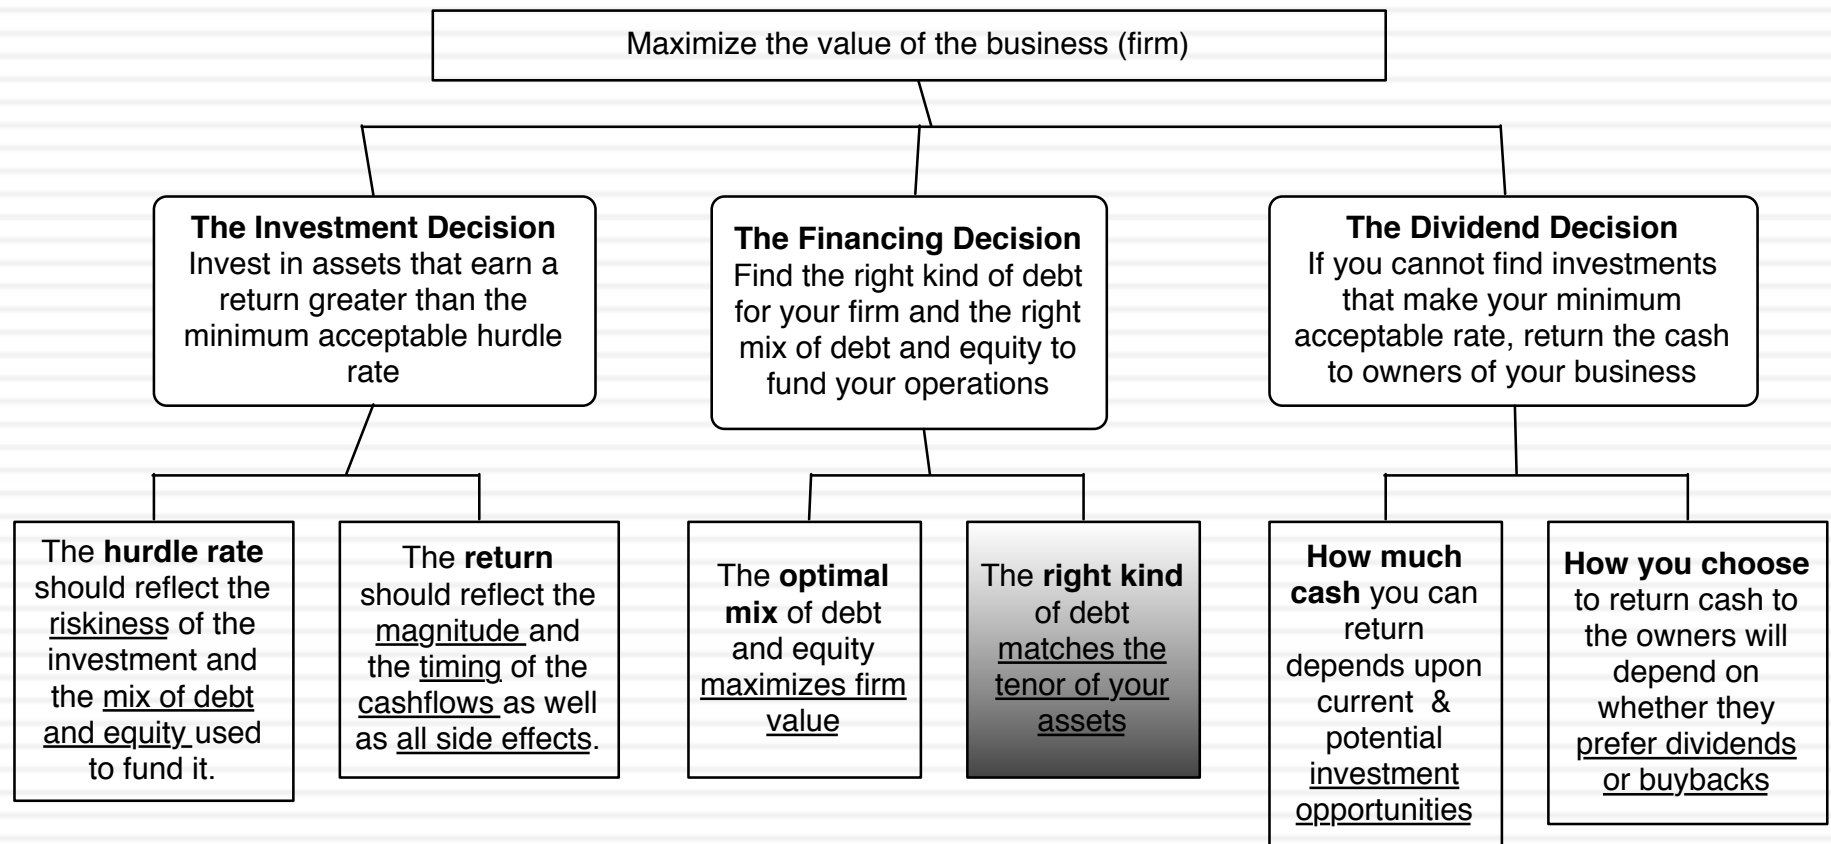 Maximize the value of the business (firm)
The Investment Decision
Invest in assets that earn a
return greater than the
minimum acceptable hurdle
rate
The Financing Decision
Find the right kind of debt
for your firm and the right
mix of debt and equity to
fund your operations
The Dividend Decision
If you cannot find investments
that make your minimum
acceptable rate, return the cash
to owners of your business
The hurdle rate
should reflect the
riskiness of the
investment and
the mix of debt
and equity used
to fund it.
The return
should reflect the
magnitude and
the timing of the
cashflows as well
as all side effects.
The optimal
mix of debt
and equity
maximizes firm
value
The right kind
of debt
matches the
tenor of your
assets
How much
cash you can
return
depends upon
current &
potential
investment
opportunities
How you choose
to return cash to
the owners will
depend on
whether they
prefer dividends
or buybacks